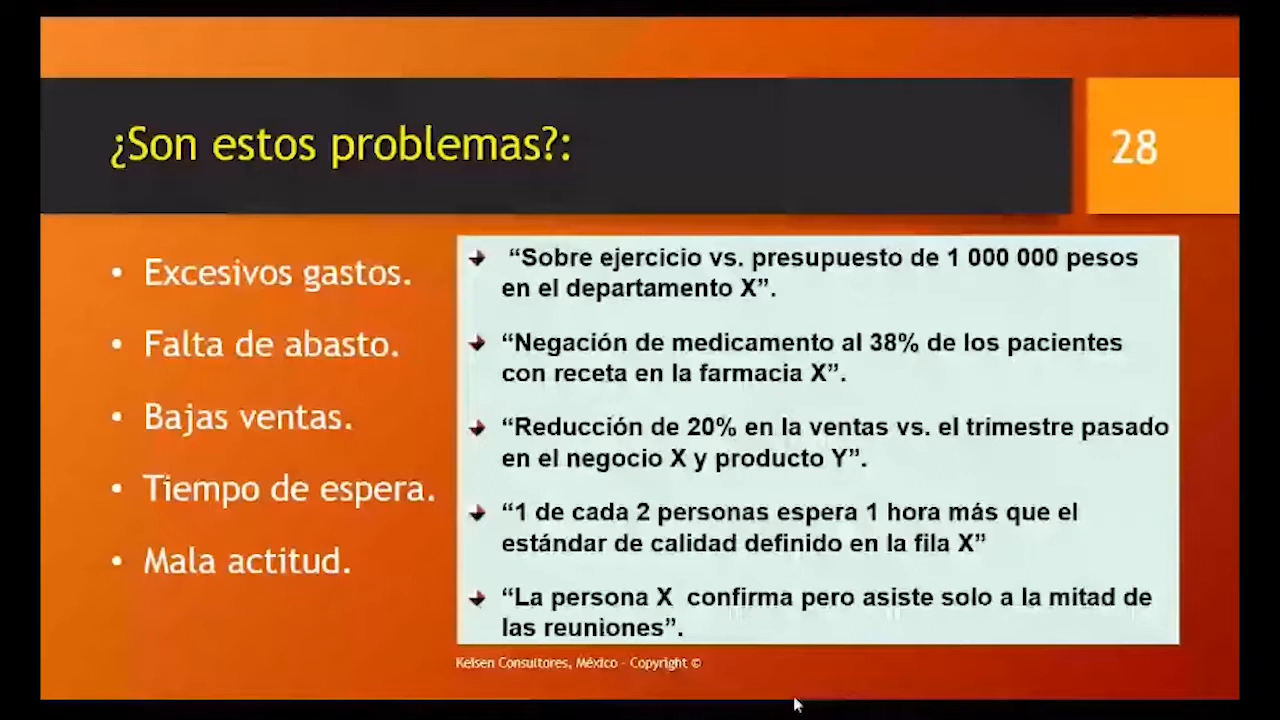 ¿Son estos problemas?:
28
• Excesivos gastos.
• Falta de abasto.
• Bajas ventas.
• Tiempo de espera.
• Mala actitud.
“Sobre ejercicio vs. presupuesto de 1 000 000 pesos
en el departamento X”.
“Negación de medicamento al 38% de los pacientes
con receta en la farmacia X”.
“Reducción de 20% en la ventas vs. el trimestre pasado
en el negocio X y producto Y”.
“1 de cada 2 personas espera 1 hora más que el
estándar de calidad definido en la fila X”
“La persona X confirma pero asiste solo a la mitad de
las reuniones”.
Kelsen Consultores, México - Copyright ©